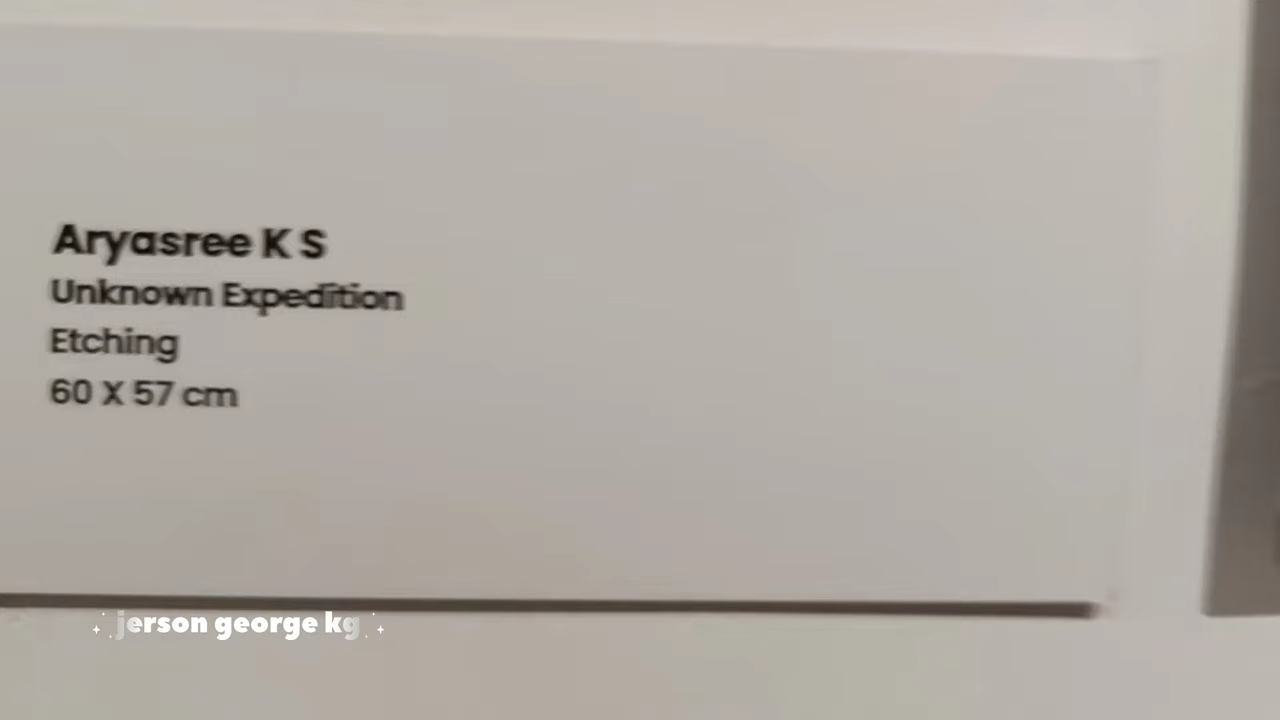 Aryasree K S
Unknown Expedition
Etching
60 X 57 cm
jerson george kg